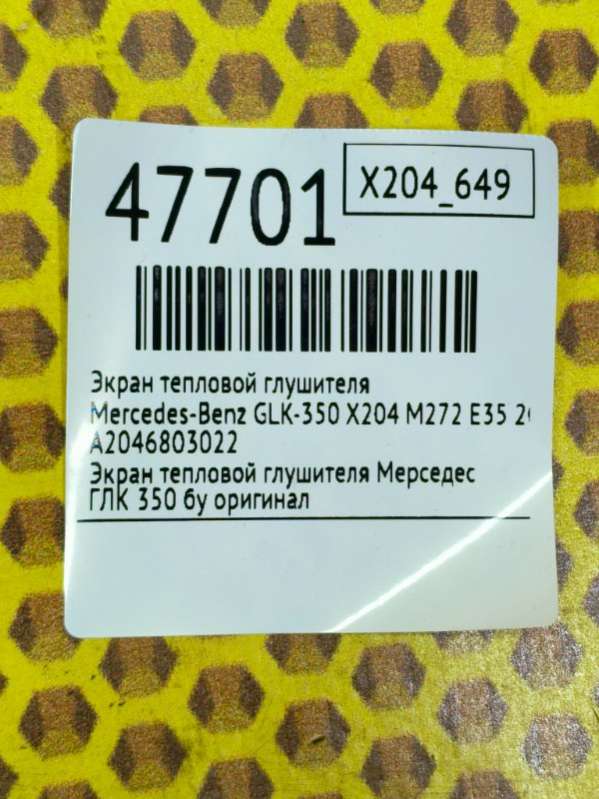 47701
X204_649
Экран тепловой глушителя
Mercedes-Benz GLK-350 X204 M272 E35
A2046803022
Экран тепловой глушителя Мерседес
ГЛК 350 бу оригинал